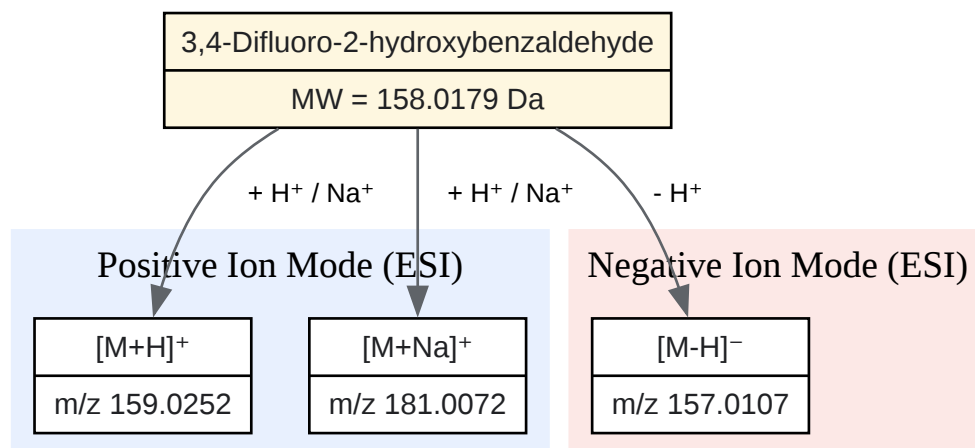 3,4-Difluoro-2-hydroxybenzaldehyde
MW = 158.0179 Da
+ H⁺ / Na⁺
+ H⁺ / Na⁺
- H⁺
Positive Ion Mode (ESI)
Negative Ion Mode (ESI)
[M+H]⁺
m/z 159.0252
[M+Na]⁺
m/z 181.0072
[M-H]⁻
m/z 157.0107